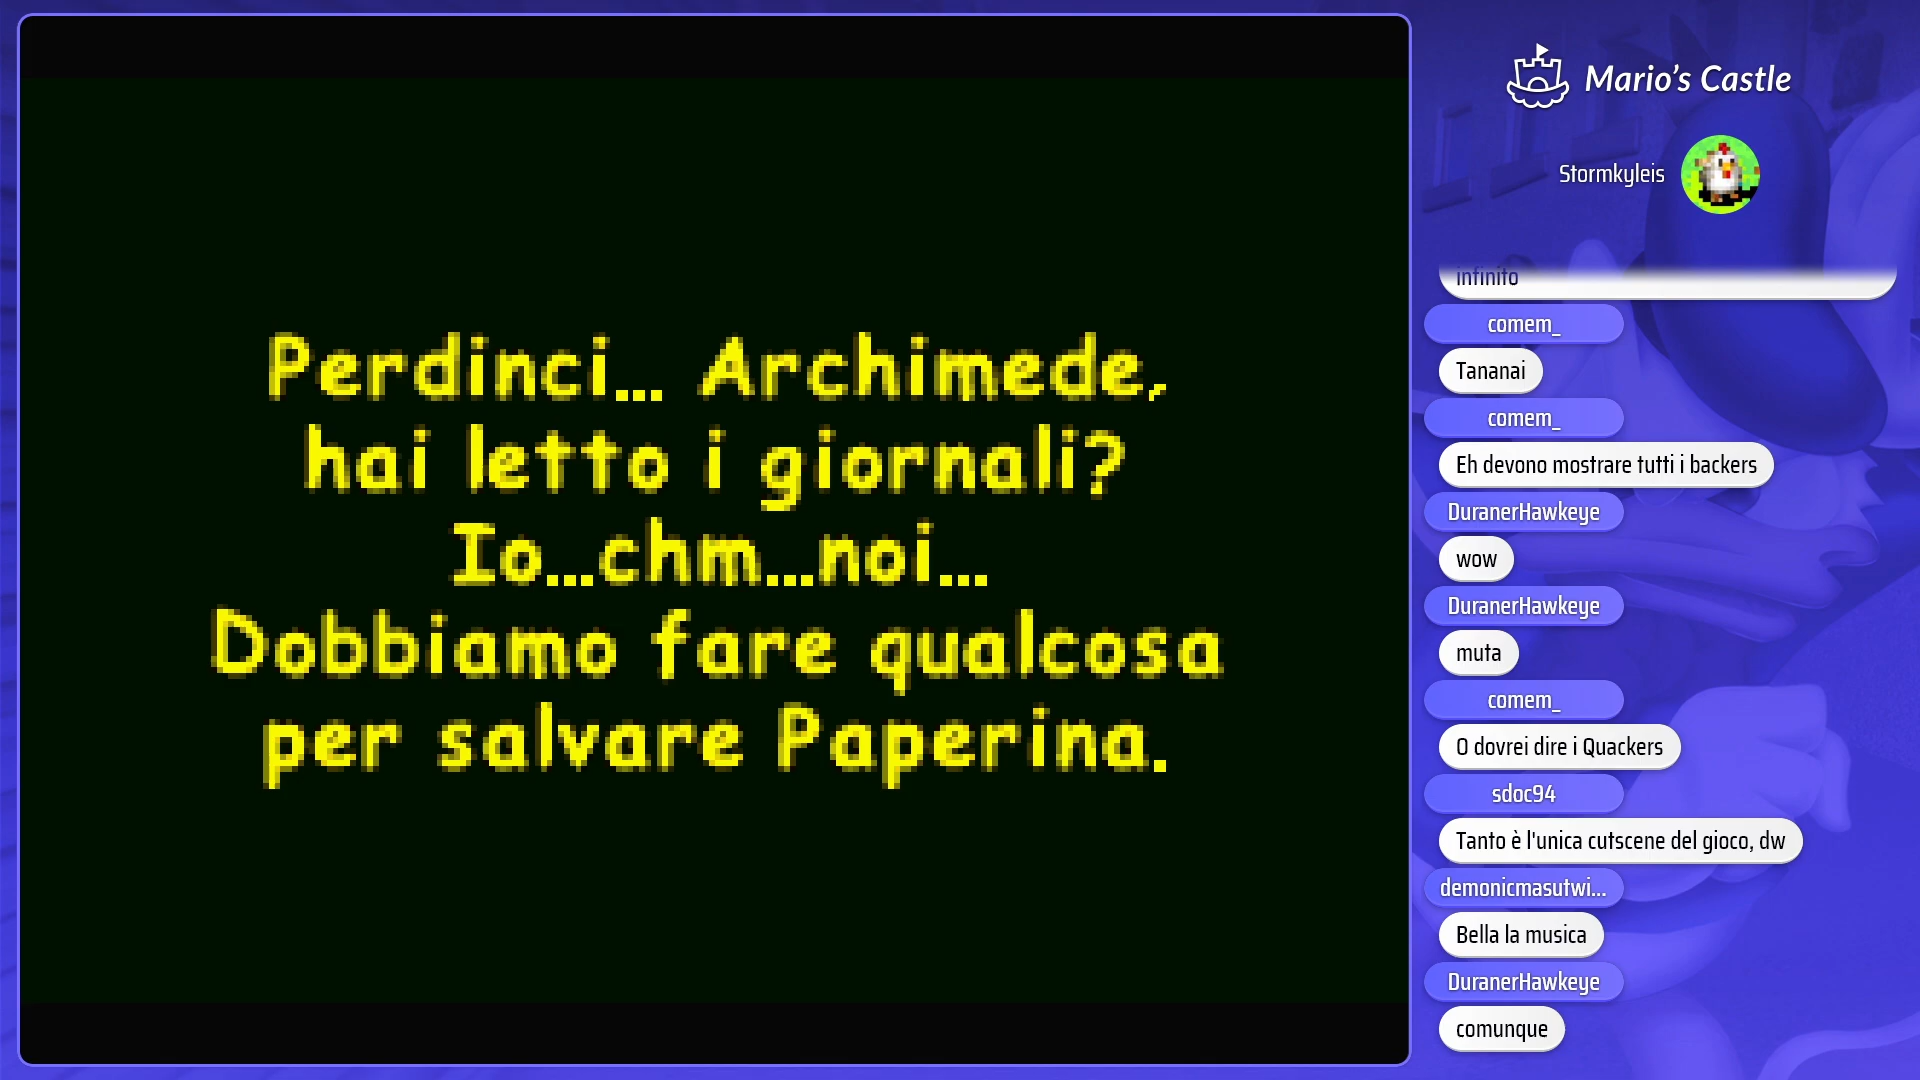 Perdinci... Archimede,
hai letto i giornali?
Io...chm...noi...
Dobbiamo fare qualcosa
per salvare Paperina.
Mario's Castle
Stormkyleis
infinito
comem_
Tananai
comem_
Eh devono mostrare tutti i backers
DuranerHawkeye
wow
DuranerHawkeye
muta
comem_
O dovrei dire i Quackers
sdoc94
Tanto è l'unica cutscene del gioco, dw
demonicmasutwi...
Bella la musica
DuranerHawkeye
comunque